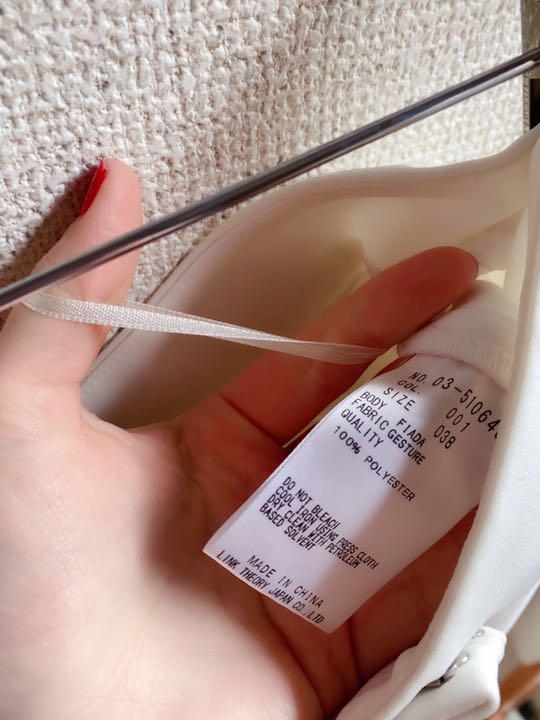 NO. 03-51064
COL. 001
SIZE 038
BODY FIADA
FABRIC GESTURE
QUALITY
100% POLYESTER
DO NOT BLEACH
COOL IRON USING PRESS CLOTH
DRY CLEAN WITH PETROLEUM
BASED SOLVENT
MADE IN CHINA
LINK THEORY JAPAN CO.,LTD